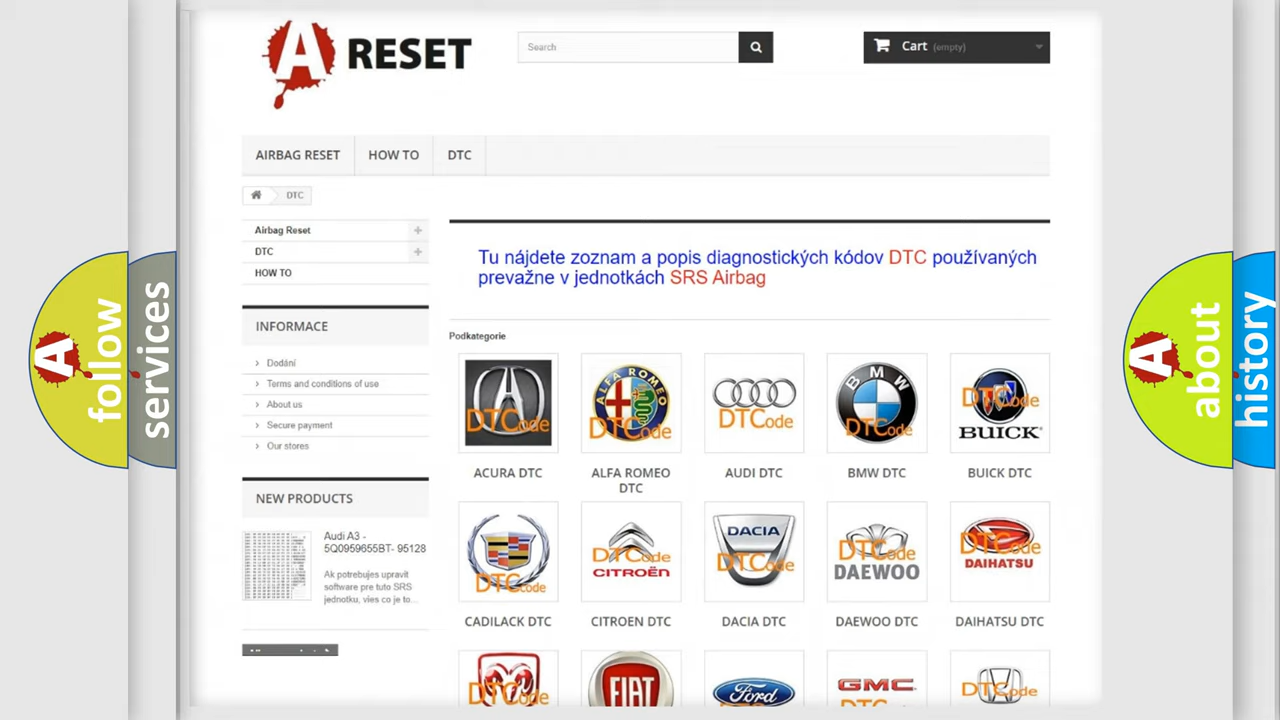 A RESET
Search
Cart (empty)
AIRBAG RESET
HOW TO
DTC
DTC
Airbag Reset
DTC
HOW TO
Tu nájdete zoznam a popis diagnostických kódov DTC používaných
prevažne v jednotkách SRS Airbag
INFORMACE
Dodání
Terms and conditions of use
About us
Secure payment
Our stores
NEW PRODUCTS
Audi A3 -
5Q0959655BT- 95128
Ak potrebujes upravit
software pre tuto SRS
jednotku, vies co je to...
Podkategorie
DTCode
ALFA ROMEO
DTCode
DTCode
BMW
DTCode
DTCode
BUICK
ACURA DTC
ALFA ROMEO
DTC
AUDI DTC
BMW DTC
BUICK DTC
DTCode
DTCode
CITROËN
DACIA
DTCode
DTCode
DAEWOO
DTCode
DAIHATSU
CADILACK DTC
CITROEN DTC
DACIA DTC
DAEWOO DTC
DAIHATSU DTC
DTCode
FIAT
Ford
GMC
DTCode
A follow
services
A about
history